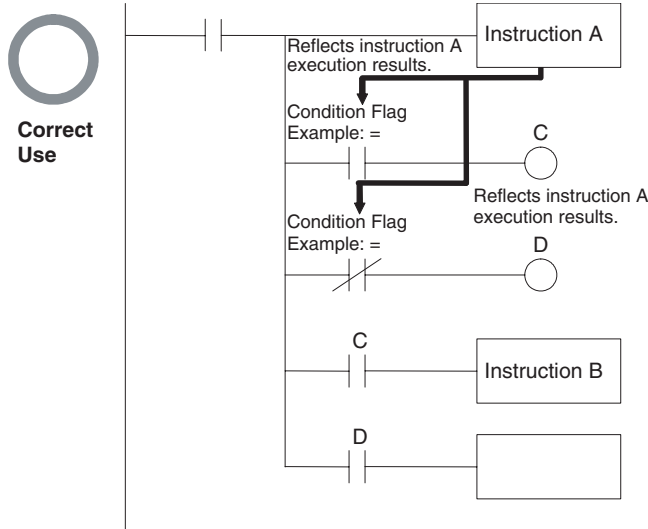 Correct
Use
Instruction A
Reflects instruction A
execution results.
Condition Flag
Example: =
C
Reflects instruction A
execution results.
Condition Flag
Example: =
D
C
Instruction B
D